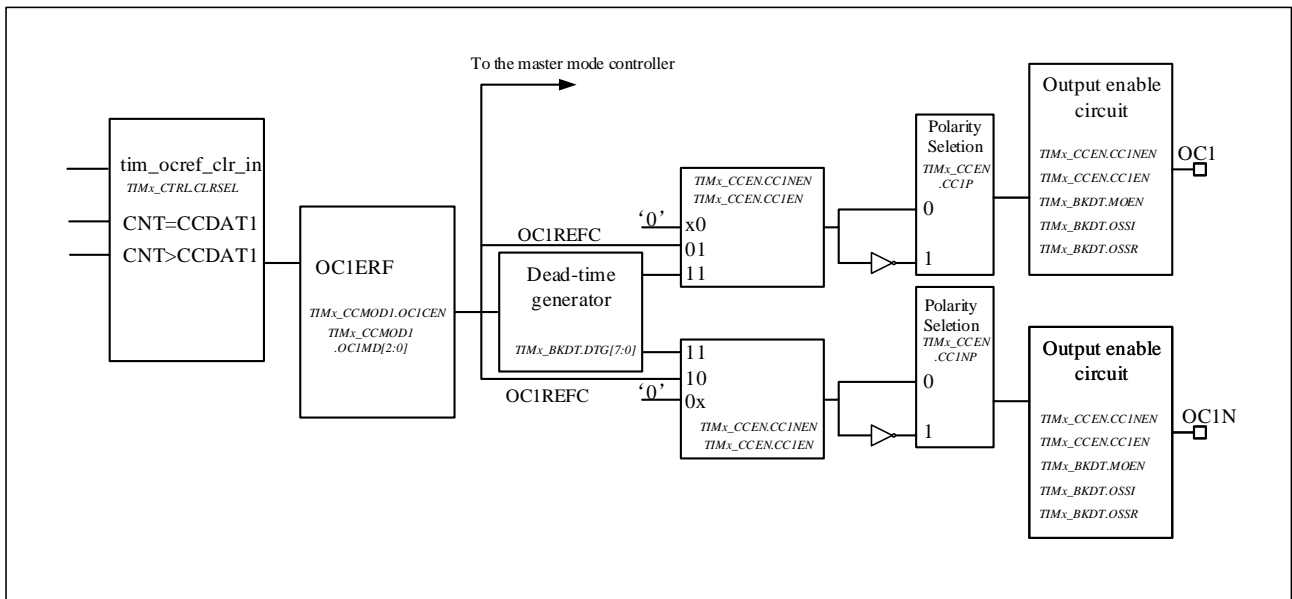 To the master mode controller
tim_ocref_clr_in
TIMx_CTRL.CLRSEL
CNT=CCDAT1
CNT>CCDAT1
OC1ERF
TIMx_CCMOD1.OC1CEN
TIMx_CCMOD1
.OC1MD[2:0]
OC1REFC
Dead-time
generator
TIMx_BKDT.DTG[7:0]
OC1REFC
TIMx_CCEN.CC1NEN
TIMx_CCEN.CC1EN
‘0’
x0
01
11
11
10
‘0’
0x
TIMx_CCEN.CC1NEN
TIMx_CCEN.CC1EN
Polarity
Seletion
TIMx_CCEN
.CC1P
0
1
Polarity
Seletion
TIMx_CCEN
.CC1NP
0
1
Output enable
circuit
TIMx_CCEN.CC1NEN
TIMx_CCEN.CC1EN
TIMx_BKDT.MOEN
TIMx_BKDT.OSSI
TIMx_BKDT.OSSR
OC1
Output enable
circuit
TIMx_CCEN.CC1NEN
TIMx_CCEN.CC1EN
TIMx_BKDT.MOEN
TIMx_BKDT.OSSI
TIMx_BKDT.OSSR
OC1N